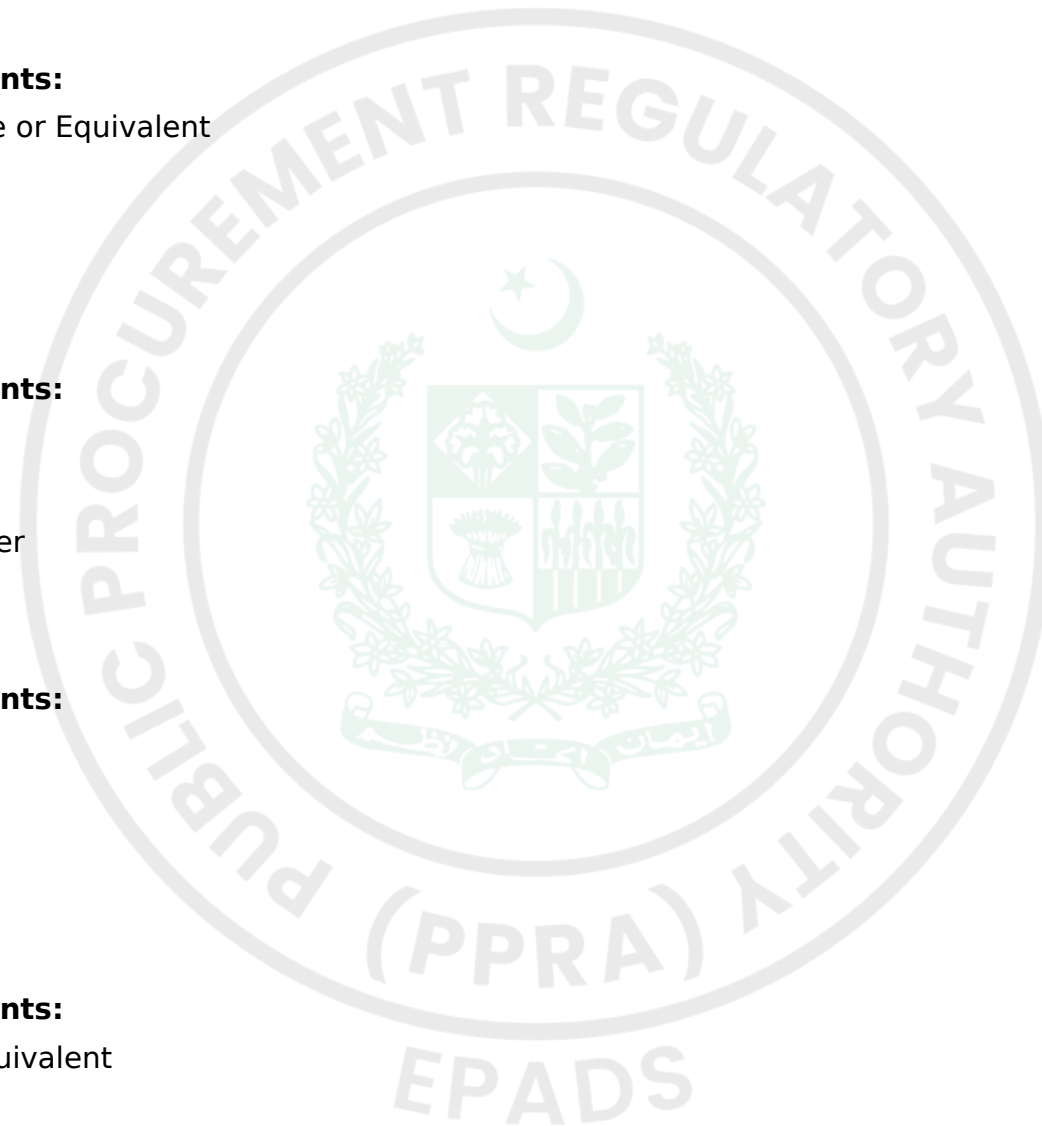 nts:
e or Equivalent
nts:
er
nts:
nts:
uivalent
PUBLIC PROCUREMENT REGULATORY AUTHORITY
(PPRA)
EPADS